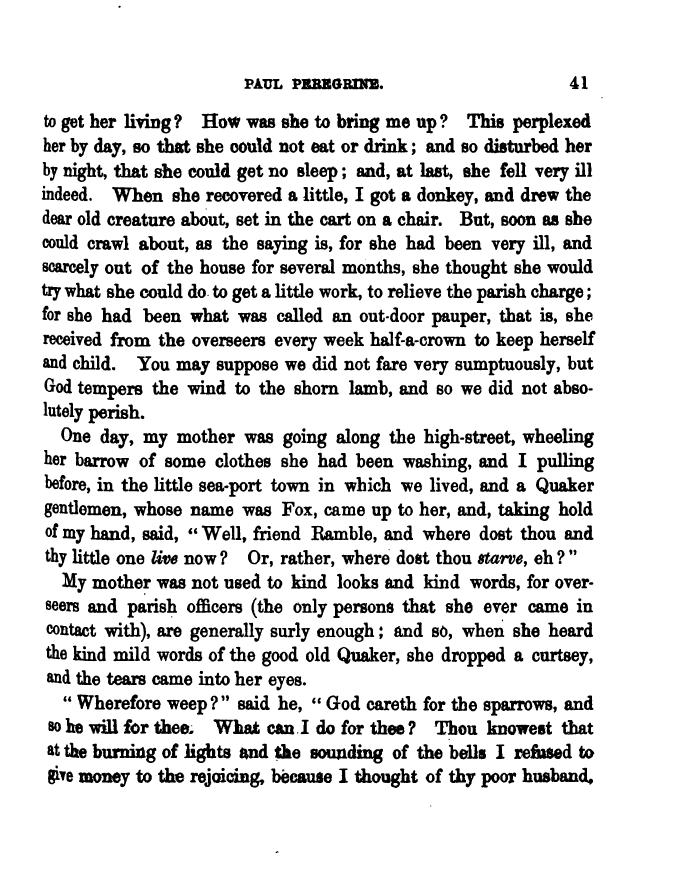 PAUL PEREGRINE. 41
to get her living? How was she to bring me up? This perplexed
her by day, so that she could not eat or drink; and so disturbed her
by night, that she could get no sleep; and, at last, she fell very ill
indeed. When she recovered a little, I got a donkey, and drew the
dear old creature about, set in the cart on a chair. But, soon as she
could crawl about, as the saying is, for she had been very ill, and
scarcely out of the house for several months, she thought she would
try what she could do to get a little work, to relieve the parish charge;
for she had been what was called an out-door pauper, that is, she
received from the overseers every week half-a-crown to keep herself
and child. You may suppose we did not fare very sumptuously, but
God tempers the wind to the shorn lamb, and so we did not abso-
lutely perish.
One day, my mother was going along the high-street, wheeling
her barrow of some clothes she had been washing, and I pulling
before, in the little sea-port town in which we lived, and a Quaker
gentlemen, whose name was Fox, came up to her, and, taking hold
of my hand, said, “Well, friend Ramble, and where dost thou and
thy little one live now? Or, rather, where dost thou starve, eh?”
My mother was not used to kind looks and kind words, for over-
seers and parish officers (the only persons that she ever came in
contact with), are generally surly enough; and so, when she heard
the kind mild words of the good old Quaker, she dropped a curtsey,
and the tears came into her eyes.
“Wherefore weep?” said he, “God careth for the sparrows, and
so he will for thee. What can I do for thee? Thou knowest that
at the burning of lights and the sounding of the bells I refused to
give money to the rejoicing, because I thought of thy poor husband,